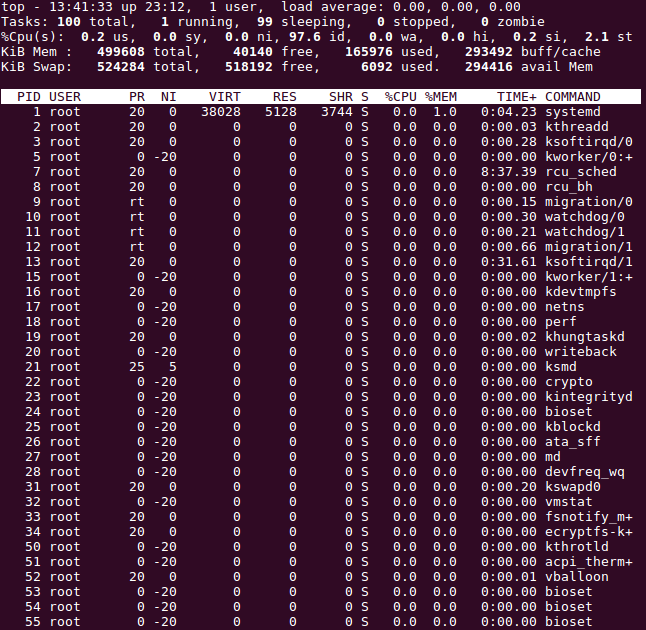 top - 13:41:33 up 23:12,  1 user,  load average: 0.00, 0.00, 0.00
Tasks: 100 total,   1 running,  99 sleeping,   0 stopped,   0 zombie
%Cpu(s):  0.2 us,  0.0 sy,  0.0 ni, 97.6 id,  0.0 wa,  0.0 hi,  0.2 si,  2.1 st
KiB Mem :   499608 total,    40140 free,   165976 used,   293492 buff/cache
KiB Swap:   524284 total,   518192 free,     6092 used.   294416 avail Mem
  PID USER      PR  NI    VIRT    RES    SHR S  %CPU %MEM     TIME+ COMMAND
    1 root      20   0   38028   5128   3744 S   0.0  1.0   0:04.23 systemd
    2 root      20   0       0      0      0 S   0.0  0.0   0:00.03 kthreadd
    3 root      20   0       0      0      0 S   0.0  0.0   0:00.28 ksoftirqd/0
    5 root       0 -20       0      0      0 S   0.0  0.0   0:00.00 kworker/0:+
    7 root      20   0       0      0      0 S   0.0  0.0   8:37.39 rcu_sched
    8 root      20   0       0      0      0 S   0.0  0.0   0:00.00 rcu_bh
    9 root      rt   0       0      0      0 S   0.0  0.0   0:00.15 migration/0
   10 root      rt   0       0      0      0 S   0.0  0.0   0:00.30 watchdog/0
   11 root      rt   0       0      0      0 S   0.0  0.0   0:00.21 watchdog/1
   12 root      rt   0       0      0      0 S   0.0  0.0   0:00.66 migration/1
   13 root      20   0       0      0      0 S   0.0  0.0   0:31.61 ksoftirqd/1
   15 root       0 -20       0      0      0 S   0.0  0.0   0:00.00 kworker/1:+
   16 root      20   0       0      0      0 S   0.0  0.0   0:00.00 kdevtmpfs
   17 root       0 -20       0      0      0 S   0.0  0.0   0:00.00 netns
   18 root       0 -20       0      0      0 S   0.0  0.0   0:00.00 perf
   19 root      20   0       0      0      0 S   0.0  0.0   0:00.02 khungtaskd
   20 root       0 -20       0      0      0 S   0.0  0.0   0:00.00 writeback
   21 root      25   5       0      0      0 S   0.0  0.0   0:00.00 ksmd
   22 root       0 -20       0      0      0 S   0.0  0.0   0:00.00 crypto
   23 root       0 -20       0      0      0 S   0.0  0.0   0:00.00 kintegrityd
   24 root       0 -20       0      0      0 S   0.0  0.0   0:00.00 bioset
   25 root       0 -20       0      0      0 S   0.0  0.0   0:00.00 kblockd
   26 root       0 -20       0      0      0 S   0.0  0.0   0:00.00 ata_sff
   27 root       0 -20       0      0      0 S   0.0  0.0   0:00.00 md
   28 root       0 -20       0      0      0 S   0.0  0.0   0:00.00 devfreq_wq
   31 root      20   0       0      0      0 S   0.0  0.0   0:00.20 kswapd0
   32 root       0 -20       0      0      0 S   0.0  0.0   0:00.00 vmstat
   33 root      20   0       0      0      0 S   0.0  0.0   0:00.00 fsnotify_m+
   34 root      20   0       0      0      0 S   0.0  0.0   0:00.00 ecryptfs-k+
   50 root       0 -20       0      0      0 S   0.0  0.0   0:00.00 kthrotld
   51 root       0 -20       0      0      0 S   0.0  0.0   0:00.00 acpi_therm+
   52 root      20   0       0      0      0 S   0.0  0.0   0:00.01 vballoon
   53 root       0 -20       0      0      0 S   0.0  0.0   0:00.00 bioset
   54 root       0 -20       0      0      0 S   0.0  0.0   0:00.00 bioset
   55 root       0 -20       0      0      0 S   0.0  0.0   0:00.00 bioset